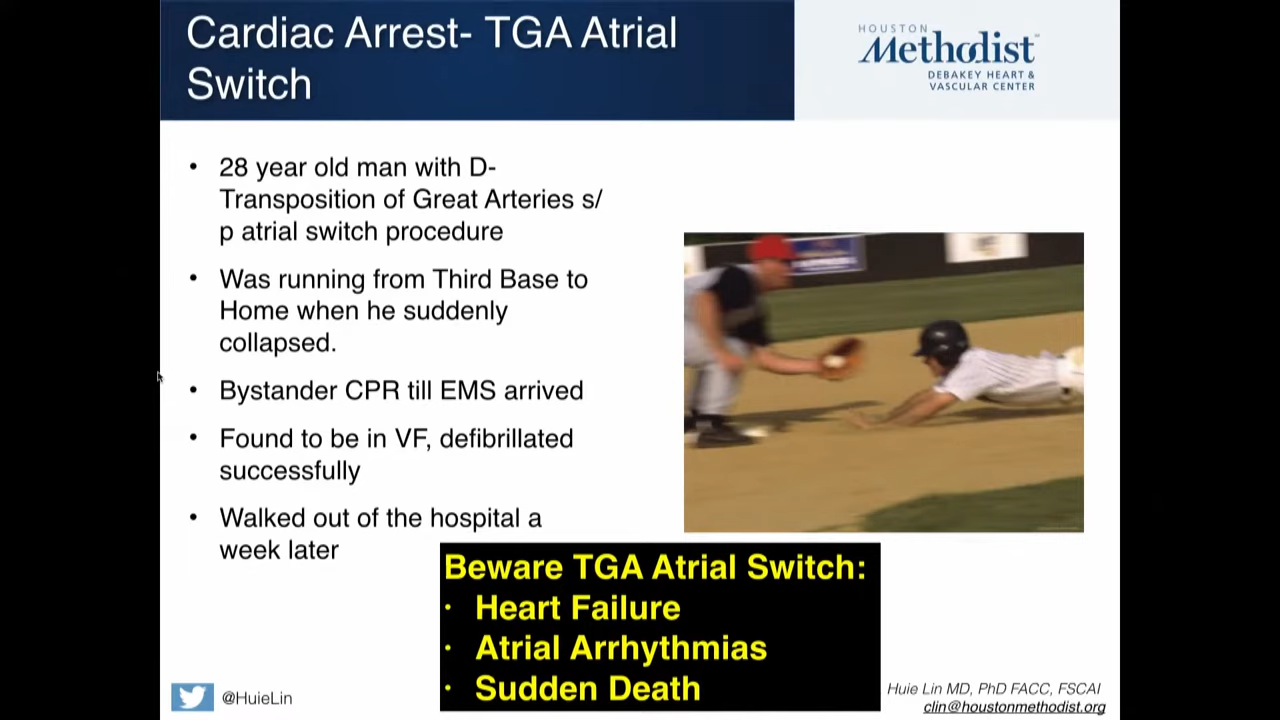 Cardiac Arrest- TGA Atrial
Switch
HOUSTON
Methodist
DEBAKEY HEART &
VASCULAR CENTER
• 28 year old man with D-
Transposition of Great Arteries s/
p atrial switch procedure
• Was running from Third Base to
Home when he suddenly
collapsed.
• Bystander CPR till EMS arrived
• Found to be in VF, defibrillated
successfully
• Walked out of the hospital a
week later
Beware TGA Atrial Switch:
• Heart Failure
• Atrial Arrhythmias
• Sudden Death
@HuieLin
Huie Lin MD, PhD FACC, FSCAI
clin@houstonmethodist.org